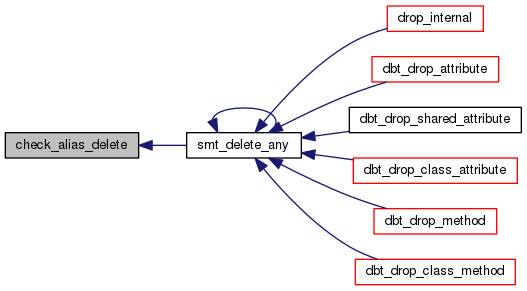 drop_internal
dbt_drop_attribute
dbt_drop_shared_attribute
check_alias_delete
smt_delete_any
dbt_drop_class_attribute
dbt_drop_method
dbt_drop_class_method